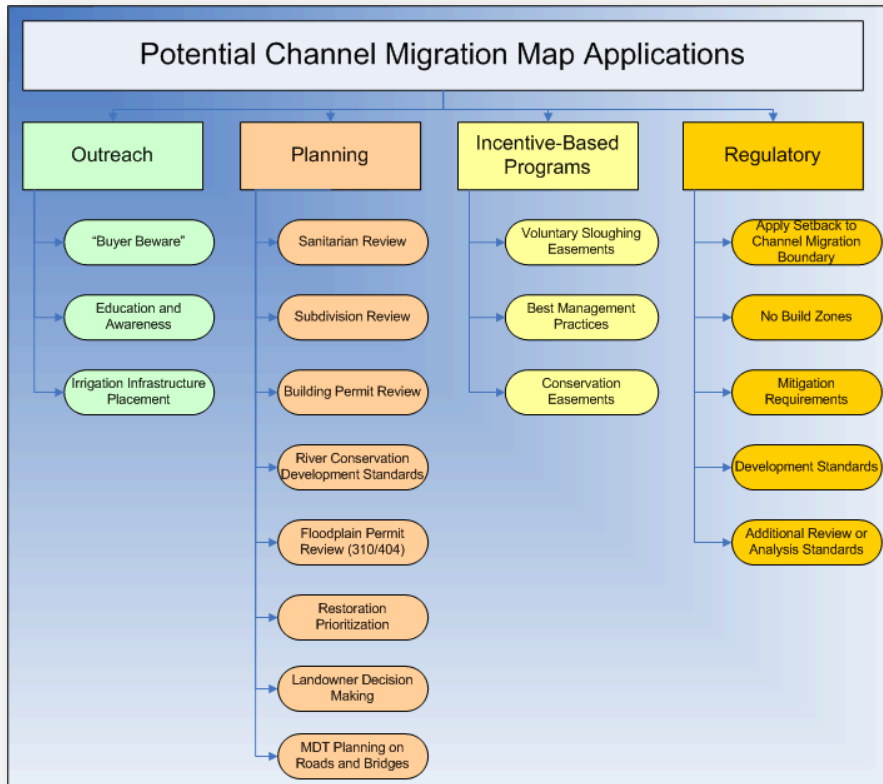 Potential Channel Migration Map Applications
Outreach
"Buyer Beware"
Education and
Awareness
Irrigation Infrastructure
Placement
Planning
Sanitarian Review
Subdivision Review
Building Permit Review
River Conservation
Development Standards
Floodplain Permit
Review (310/404)
Restoration
Prioritization
Landowner Decision
Making
MDT Planning on
Roads and Bridges
Incentive-Based
Programs
Voluntary Sloughing
Easements
Best Management
Practices
Conservation
Easements
Regulatory
Apply Setback to
Channel Migration
Boundary
No Build Zones
Mitigation
Requirements
Development Standards
Additional Review or
Analysis Standards